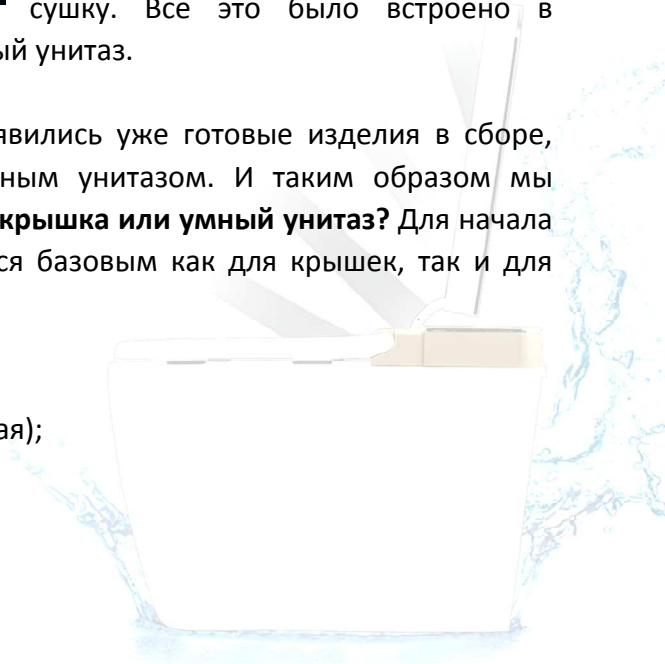 сушку. Все это было встроено в
ый унитаз.
явились уже готовые изделия в сборе,
ным унитазом. И таким образом мы
крышка или умный унитаз? Для начала
ся базовым как для крышек, так и для
ая);